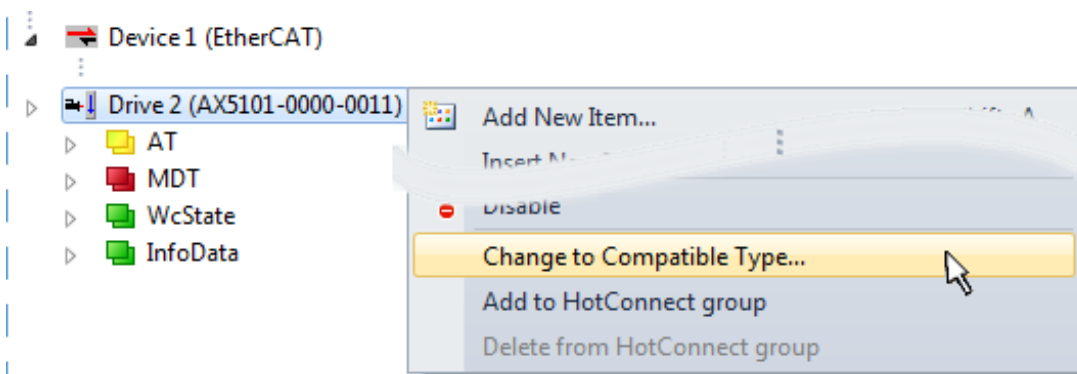 Device 1 (EtherCAT)
Drive 2 (AX5101-0000-0011)
Add New Item...
AT
Insert
MDT
Disable
WcState
InfoData
Change to Compatible Type...
Add to HotConnect group
Delete from HotConnect group